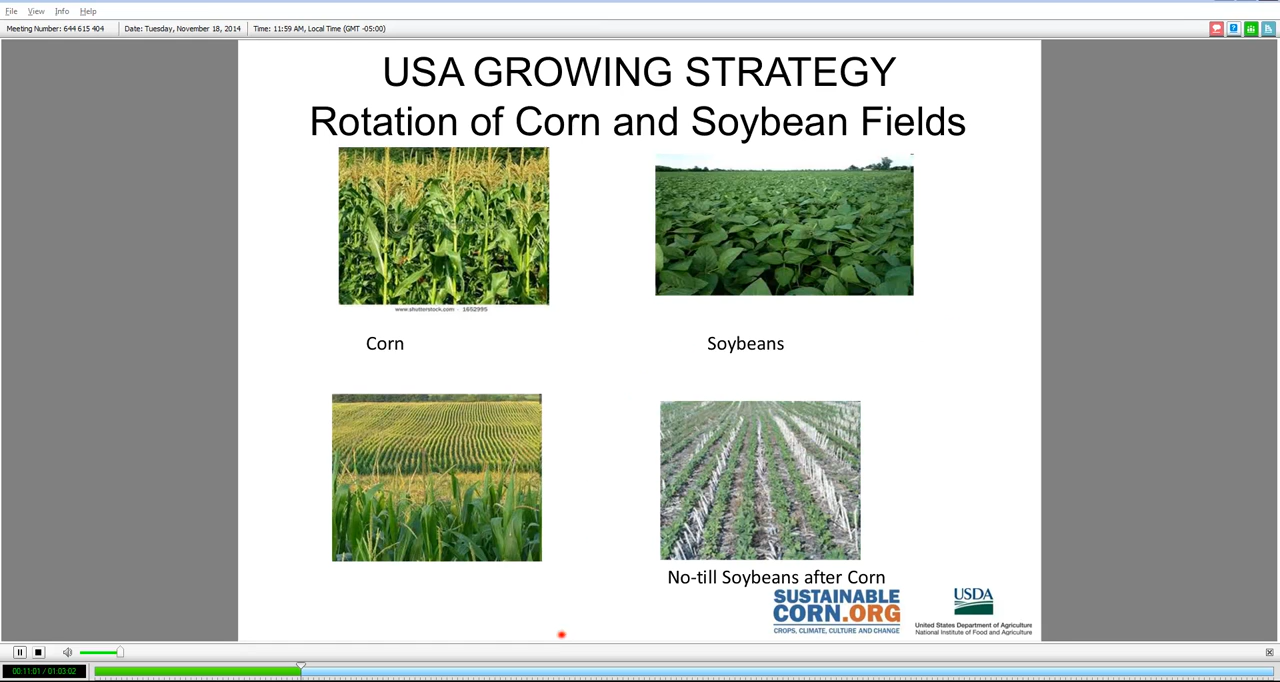 File View Info Help
Meeting Number: 644 615 404 Date: Tuesday, November 18, 2014 Time: 11:59 AM, Local Time (GMT -05:00)
USA GROWING STRATEGY
Rotation of Corn and Soybean Fields
www.shutterstock.com · 1652995
Corn
Soybeans
No-till Soybeans after Corn
SUSTAINABLE
CORN.ORG
CROPS, CLIMATE, CULTURE AND CHANGE
USDA
United States Department of Agriculture
National Institute of Food and Agriculture
00:11:01 / 01:03:02